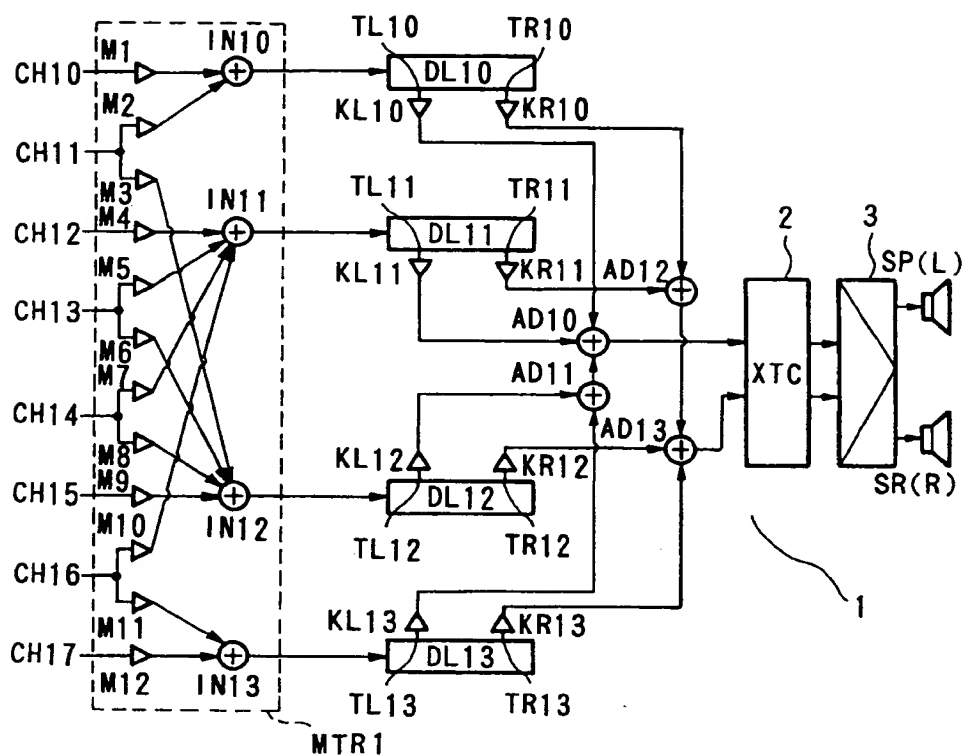 TL10 TR10
M1 IN10
CH10 DL10
M2 KL10 KR10
CH11
M3 IN11 TL11 TR11
M4
CH12 DL11 2 3
M5 KL11 KR11 AD12 SP(L)
CH13 AD10
M6
M7 AD11 XTC
CH14
M8 KL12 KR12 AD13
M9
CH15 DL12 SR(R)
M10 IN12
TL12 TR12
CH16
M11 KL13 KR13 1
CH17 DL13
M12 IN13
TL13 TR13
MTR1